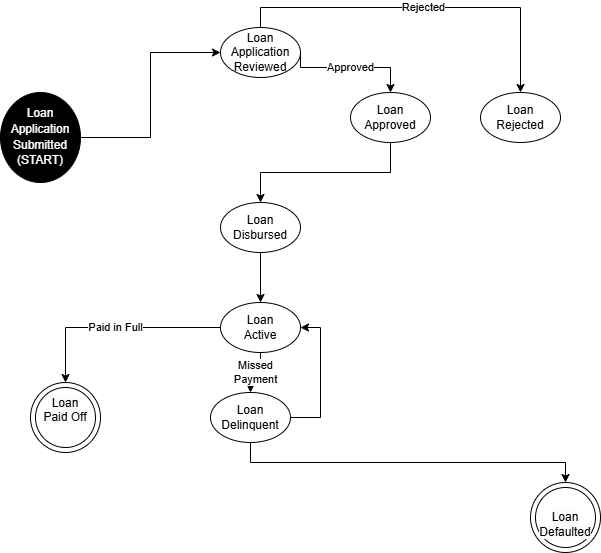 Rejected
Loan
Application
Reviewed
Approved
Loan
Application
Submitted
(START)
Loan
Approved
Loan
Rejected
Loan
Disbursed
Loan
Active
Paid in Full
Missed
Payment
Loan
Paid Off
Loan
Delinquent
Loan
Defaulted